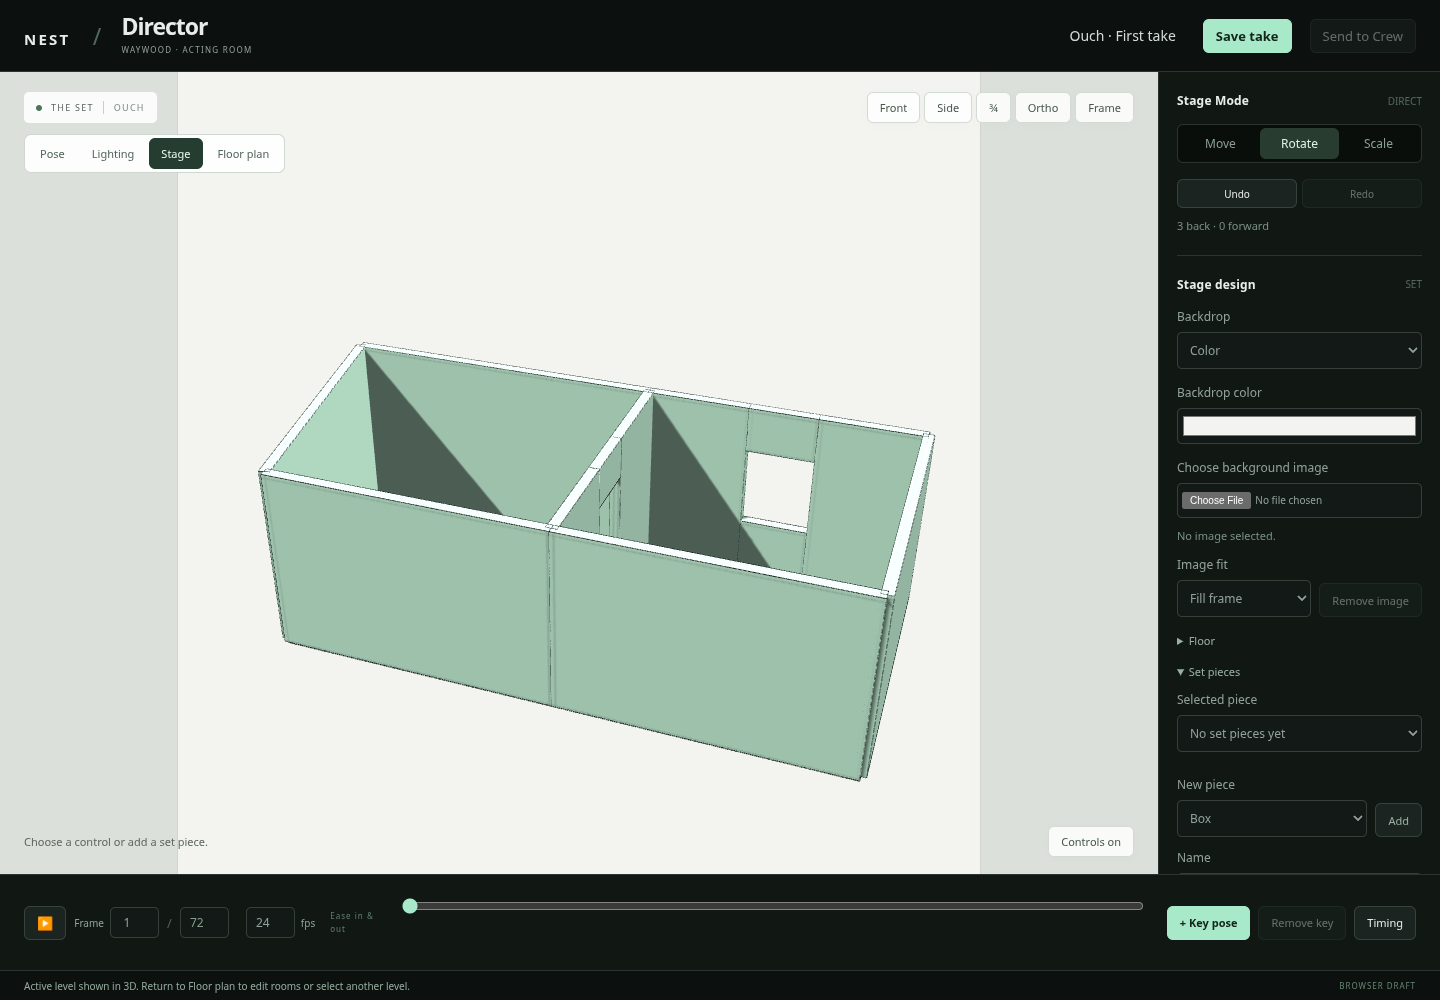 NEST / Director
WAYWOOD · ACTING ROOM
Ouch · First take
Save take
Send to Crew
THE SET | OUCH
Front
Side
¾
Ortho
Frame
Pose
Lighting
Stage
Floor plan
Choose a control or add a set piece.
Controls on
Stage Mode
DIRECT
Move
Rotate
Scale
Undo
Redo
3 back · 0 forward
Stage design
SET
Backdrop
Color
Backdrop color
Choose background image
Choose File No file chosen
No image selected.
Image fit
Fill frame
Remove image
Floor
Set pieces
Selected piece
No set pieces yet
New piece
Box
Add
Name
Frame 1 / 72
24 fps
Ease in &
out
+ Key pose
Remove key
Timing
Active level shown in 3D. Return to Floor plan to edit rooms or select another level.
BROWSER DRAFT